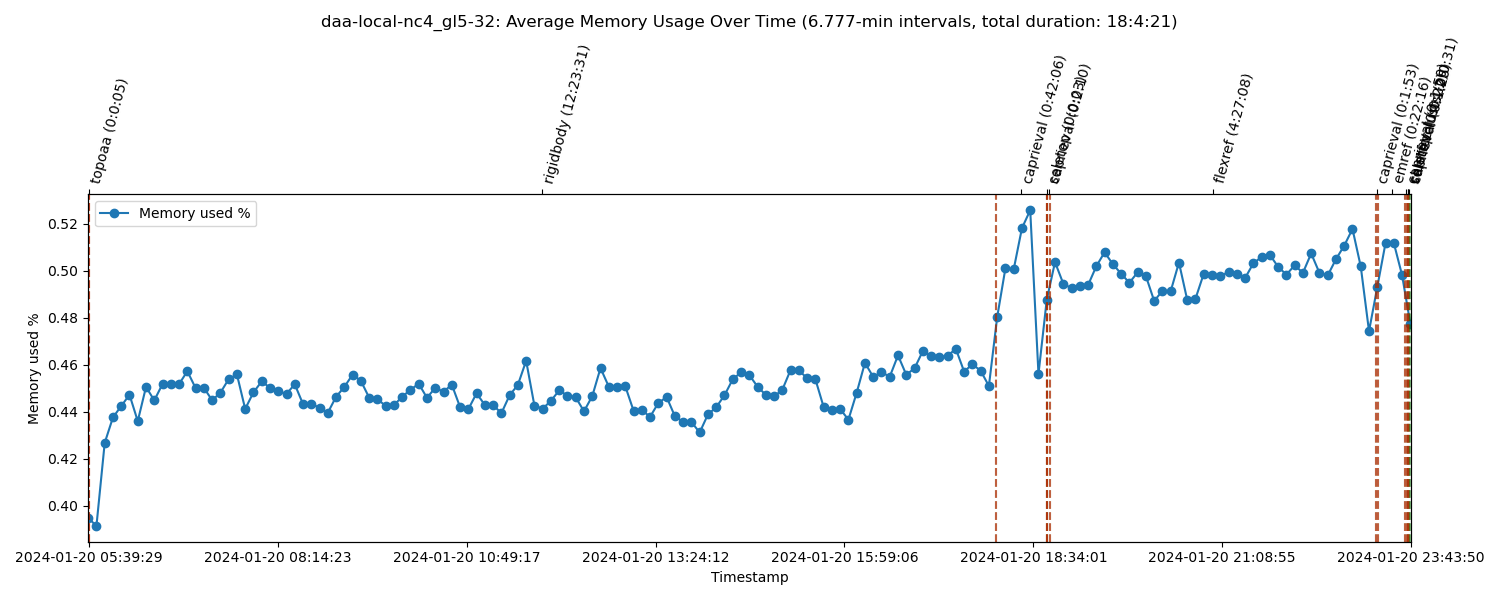 daa-local-nc4_gl5-32: Average Memory Usage Over Time (6.777-min intervals, total duration: 18:4:21)
topoaa (0:0:05)
rigidbody (12:23:31)
caprieval (0:42:06)
flexref (4:27:08)
caprieval (0:1:53)
emref (0:22:16)
Memory used %
0.52
0.50
0.48
0.46
0.44
0.42
0.40
Memory used %
2024-01-20 05:39:29
2024-01-20 08:14:23
2024-01-20 10:49:17
2024-01-20 13:24:12
2024-01-20 15:59:06
2024-01-20 18:34:01
2024-01-20 21:08:55
2024-01-20 23:43:50
Timestamp